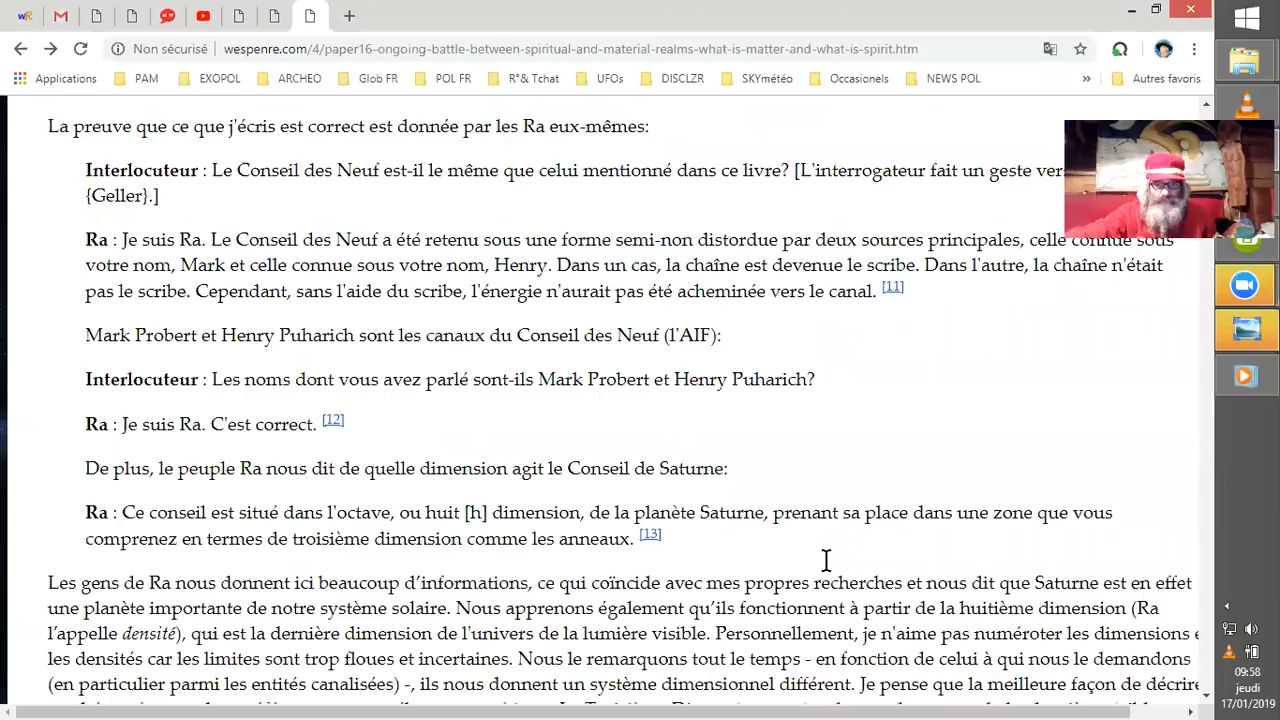 Non sécurisé | wespenre.com/4/paper16-ongoing-battle-between-spiritual-and-material-realms-what-is-matter-and-what-is-spirit.htm
Applications PAM EXOPOL ARCHEO Glob FR POL FR R°& Tchat UFOs DISCLZR SKYmétéo Occasionels NEWS POL » Autres favoris
La preuve que ce que j'écris est correct est donnée par les Ra eux-mêmes:
Interlocuteur : Le Conseil des Neuf est-il le même que celui mentionné dans ce livre? [L'interrogateur fait un geste
{Geller}.]
Ra : Je suis Ra. Le Conseil des Neuf a été retenu sous une forme semi-non distordue par deux sources principales, celle connue sous
votre nom, Mark et celle connue sous votre nom, Henry. Dans un cas, la chaîne est devenue le scribe. Dans l'autre, la chaîne n'était
pas le scribe. Cependant, sans l'aide du scribe, l'énergie n'aurait pas été acheminée vers le canal. [11]
Mark Probert et Henry Puharich sont les canaux du Conseil des Neuf (l'AIF):
Interlocuteur : Les noms dont vous avez parlé sont-ils Mark Probert et Henry Puharich?
Ra : Je suis Ra. C'est correct. [12]
De plus, le peuple Ra nous dit de quelle dimension agit le Conseil de Saturne:
Ra : Ce conseil est situé dans l'octave, ou huit [h] dimension, de la planète Saturne, prenant sa place dans une zone que vous
comprenez en termes de troisième dimension comme les anneaux. [13]
Les gens de Ra nous donnent ici beaucoup d'informations, ce qui coïncide avec mes propres recherches et nous dit que Saturne est en effet
une planète importante de notre système solaire. Nous apprenons également qu'ils fonctionnent à partir de la huitième dimension (Ra
l'appelle densité), qui est la dernière dimension de l'univers de la lumière visible. Personnellement, je n'aime pas numéroter les dimensions e
les densités car les limites sont trop floues et incertaines. Nous le remarquons tout le temps - en fonction de celui à qui nous le demandons
(en particulier parmi les entités canalisées) -, ils nous donnent un système dimensionnel différent. Je pense que la meilleure façon de décrire
09:58
jeudi
17/01/2019